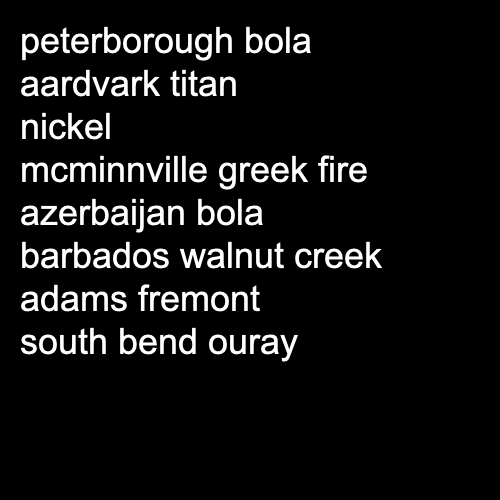 peterborough bola
aardvark titan
nickel
mcminnville greek fire
azerbaijan bola
barbados walnut creek
adams fremont
south bend ouray